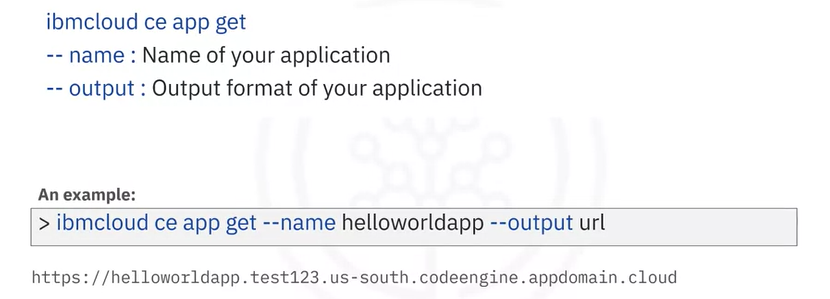 ibmcloud ce app get
-- name : Name of your application
-- output : Output format of your application
An example:
> ibmcloud ce app get --name helloworldapp --output url
https://helloworldapp.test123.us-south.codeengine.appdomain.cloud